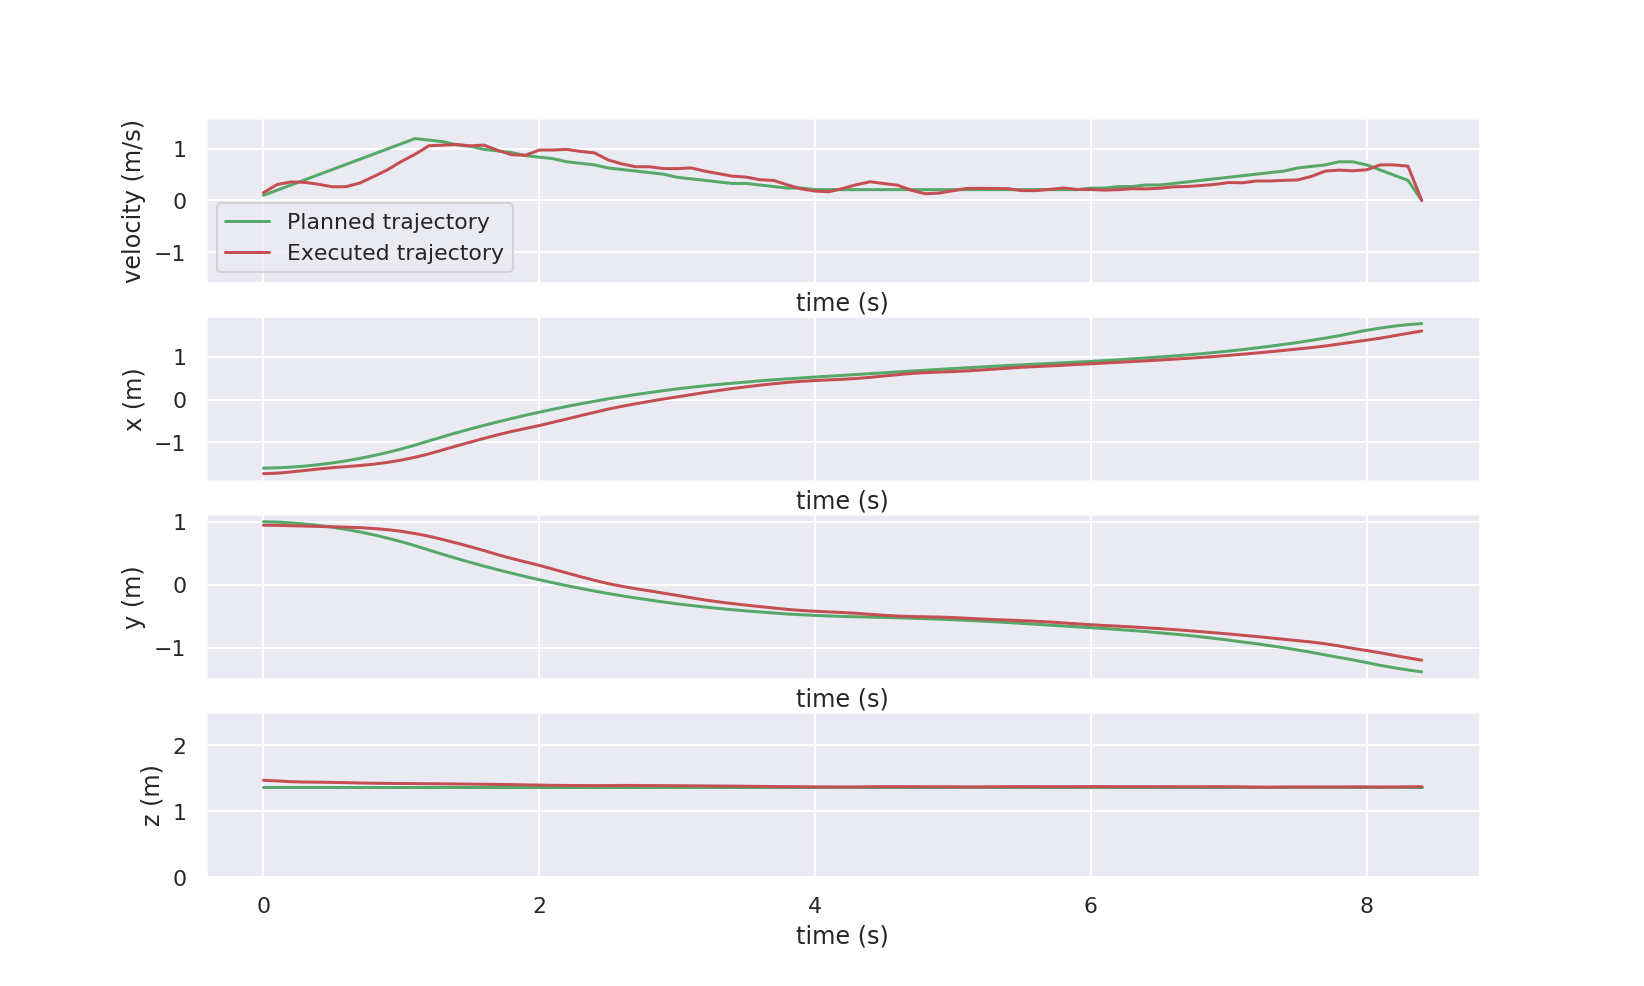 velocity (m/s)
1
0
−1
Planned trajectory
Executed trajectory
time (s)
x (m)
1
0
−1
time (s)
y (m)
1
0
−1
time (s)
z (m)
2
1
0
0 2 4 6 8
time (s)